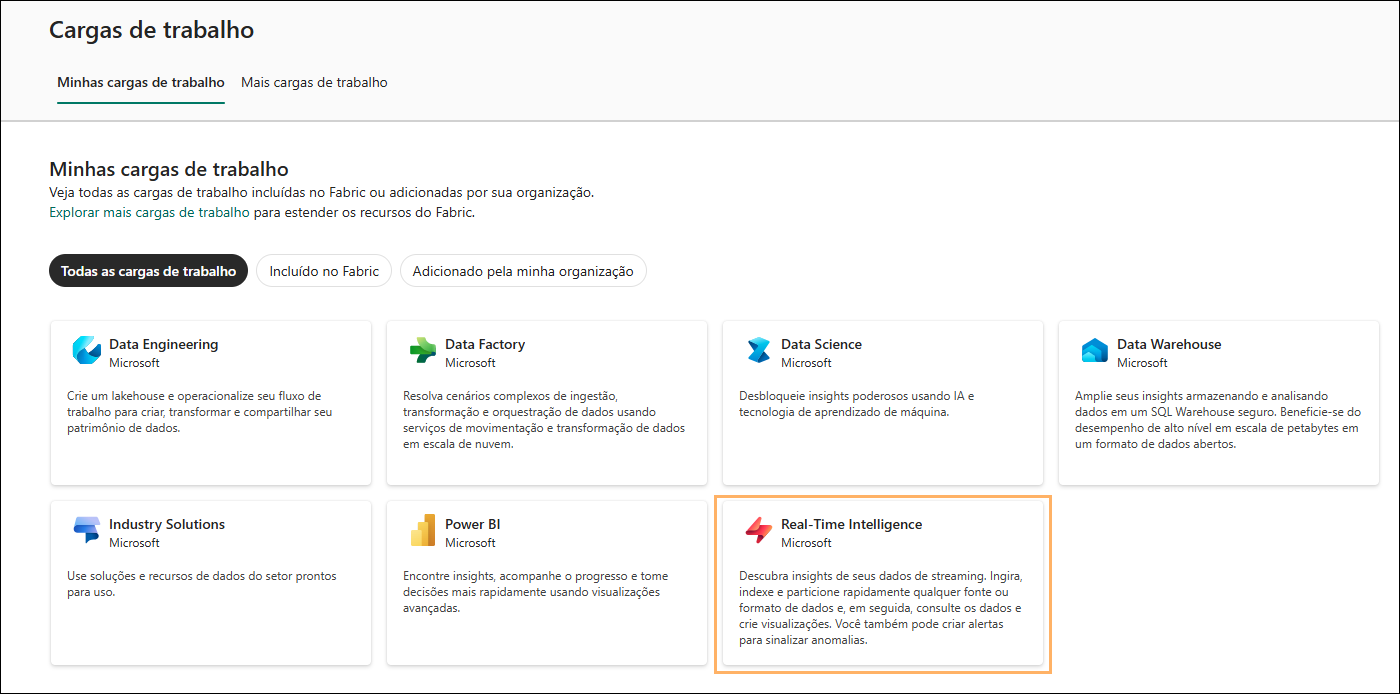 Cargas de trabalho
Minhas cargas de trabalho
Mais cargas de trabalho
Minhas cargas de trabalho
Veja todas as cargas de trabalho incluídas no Fabric ou adicionadas por sua organização.
Explorar mais cargas de trabalho para estender os recursos do Fabric.
Todas as cargas de trabalho
Incluído no Fabric
Adicionado pela minha organização
Data Engineering
Microsoft
Crie um lakehouse e operacionalize seu fluxo de
trabalho para criar, transformar e compartilhar seu
patrimônio de dados.
Data Factory
Microsoft
Resolva cenários complexos de ingestão,
transformação e orquestração de dados usando
serviços de movimentação e transformação de dados
em escala de nuvem.
Data Science
Microsoft
Desbloqueie insights poderosos usando IA e
tecnologia de aprendizado de máquina.
Data Warehouse
Microsoft
Amplie seus insights armazenando e analisando
dados em um SQL Warehouse seguro. Beneficie-se do
desempenho de alto nível em escala de petabytes em
um formato de dados abertos.
Industry Solutions
Microsoft
Use soluções e recursos de dados do setor prontos
para uso.
Power BI
Microsoft
Encontre insights, acompanhe o progresso e tome
decisões mais rapidamente usando visualizações
avançadas.
Real-Time Intelligence
Microsoft
Descubra insights de seus dados de streaming. Ingira,
indexe e particione rapidamente qualquer fonte ou
formato de dados e, em seguida, consulte os dados e
crie visualizações. Você também pode criar alertas
para sinalizar anomalias.